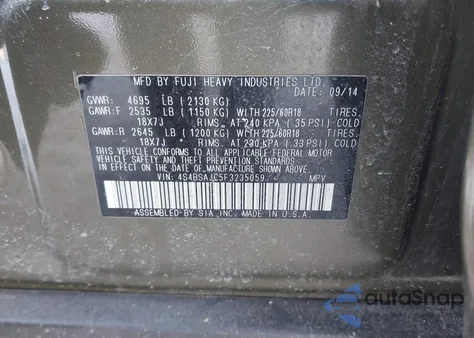 MFD BY FUJI HEAVY INDUSTRIES LTD.
DATE: 09/14
GVWR: 4695 LB (2130 KG)
GAWR:F 2535 LB (1150 KG) WITH 225/60R18 TIRES,
18X7J RIMS, AT 240 KPA (35 PSI) COLD
GAWR:R 2645 LB (1200 KG) WITH 225/60R18 TIRES,
18X7J RIMS, AT 230 KPA (33 PSI) COLD
THIS VEHICLE CONFORMS TO ALL APPLICABLE FEDERAL MOTOR
VEHICLE SAFETY AND BUMPER STANDARDS
IN EFFECT ON THE DATE OF MANUFACTURE SHOWN ABOVE.
VIN: 4S4BSAJC5F3235059 MPV
ASSEMBLED BY SIA, INC. MADE IN U.S.A.
autoSnap